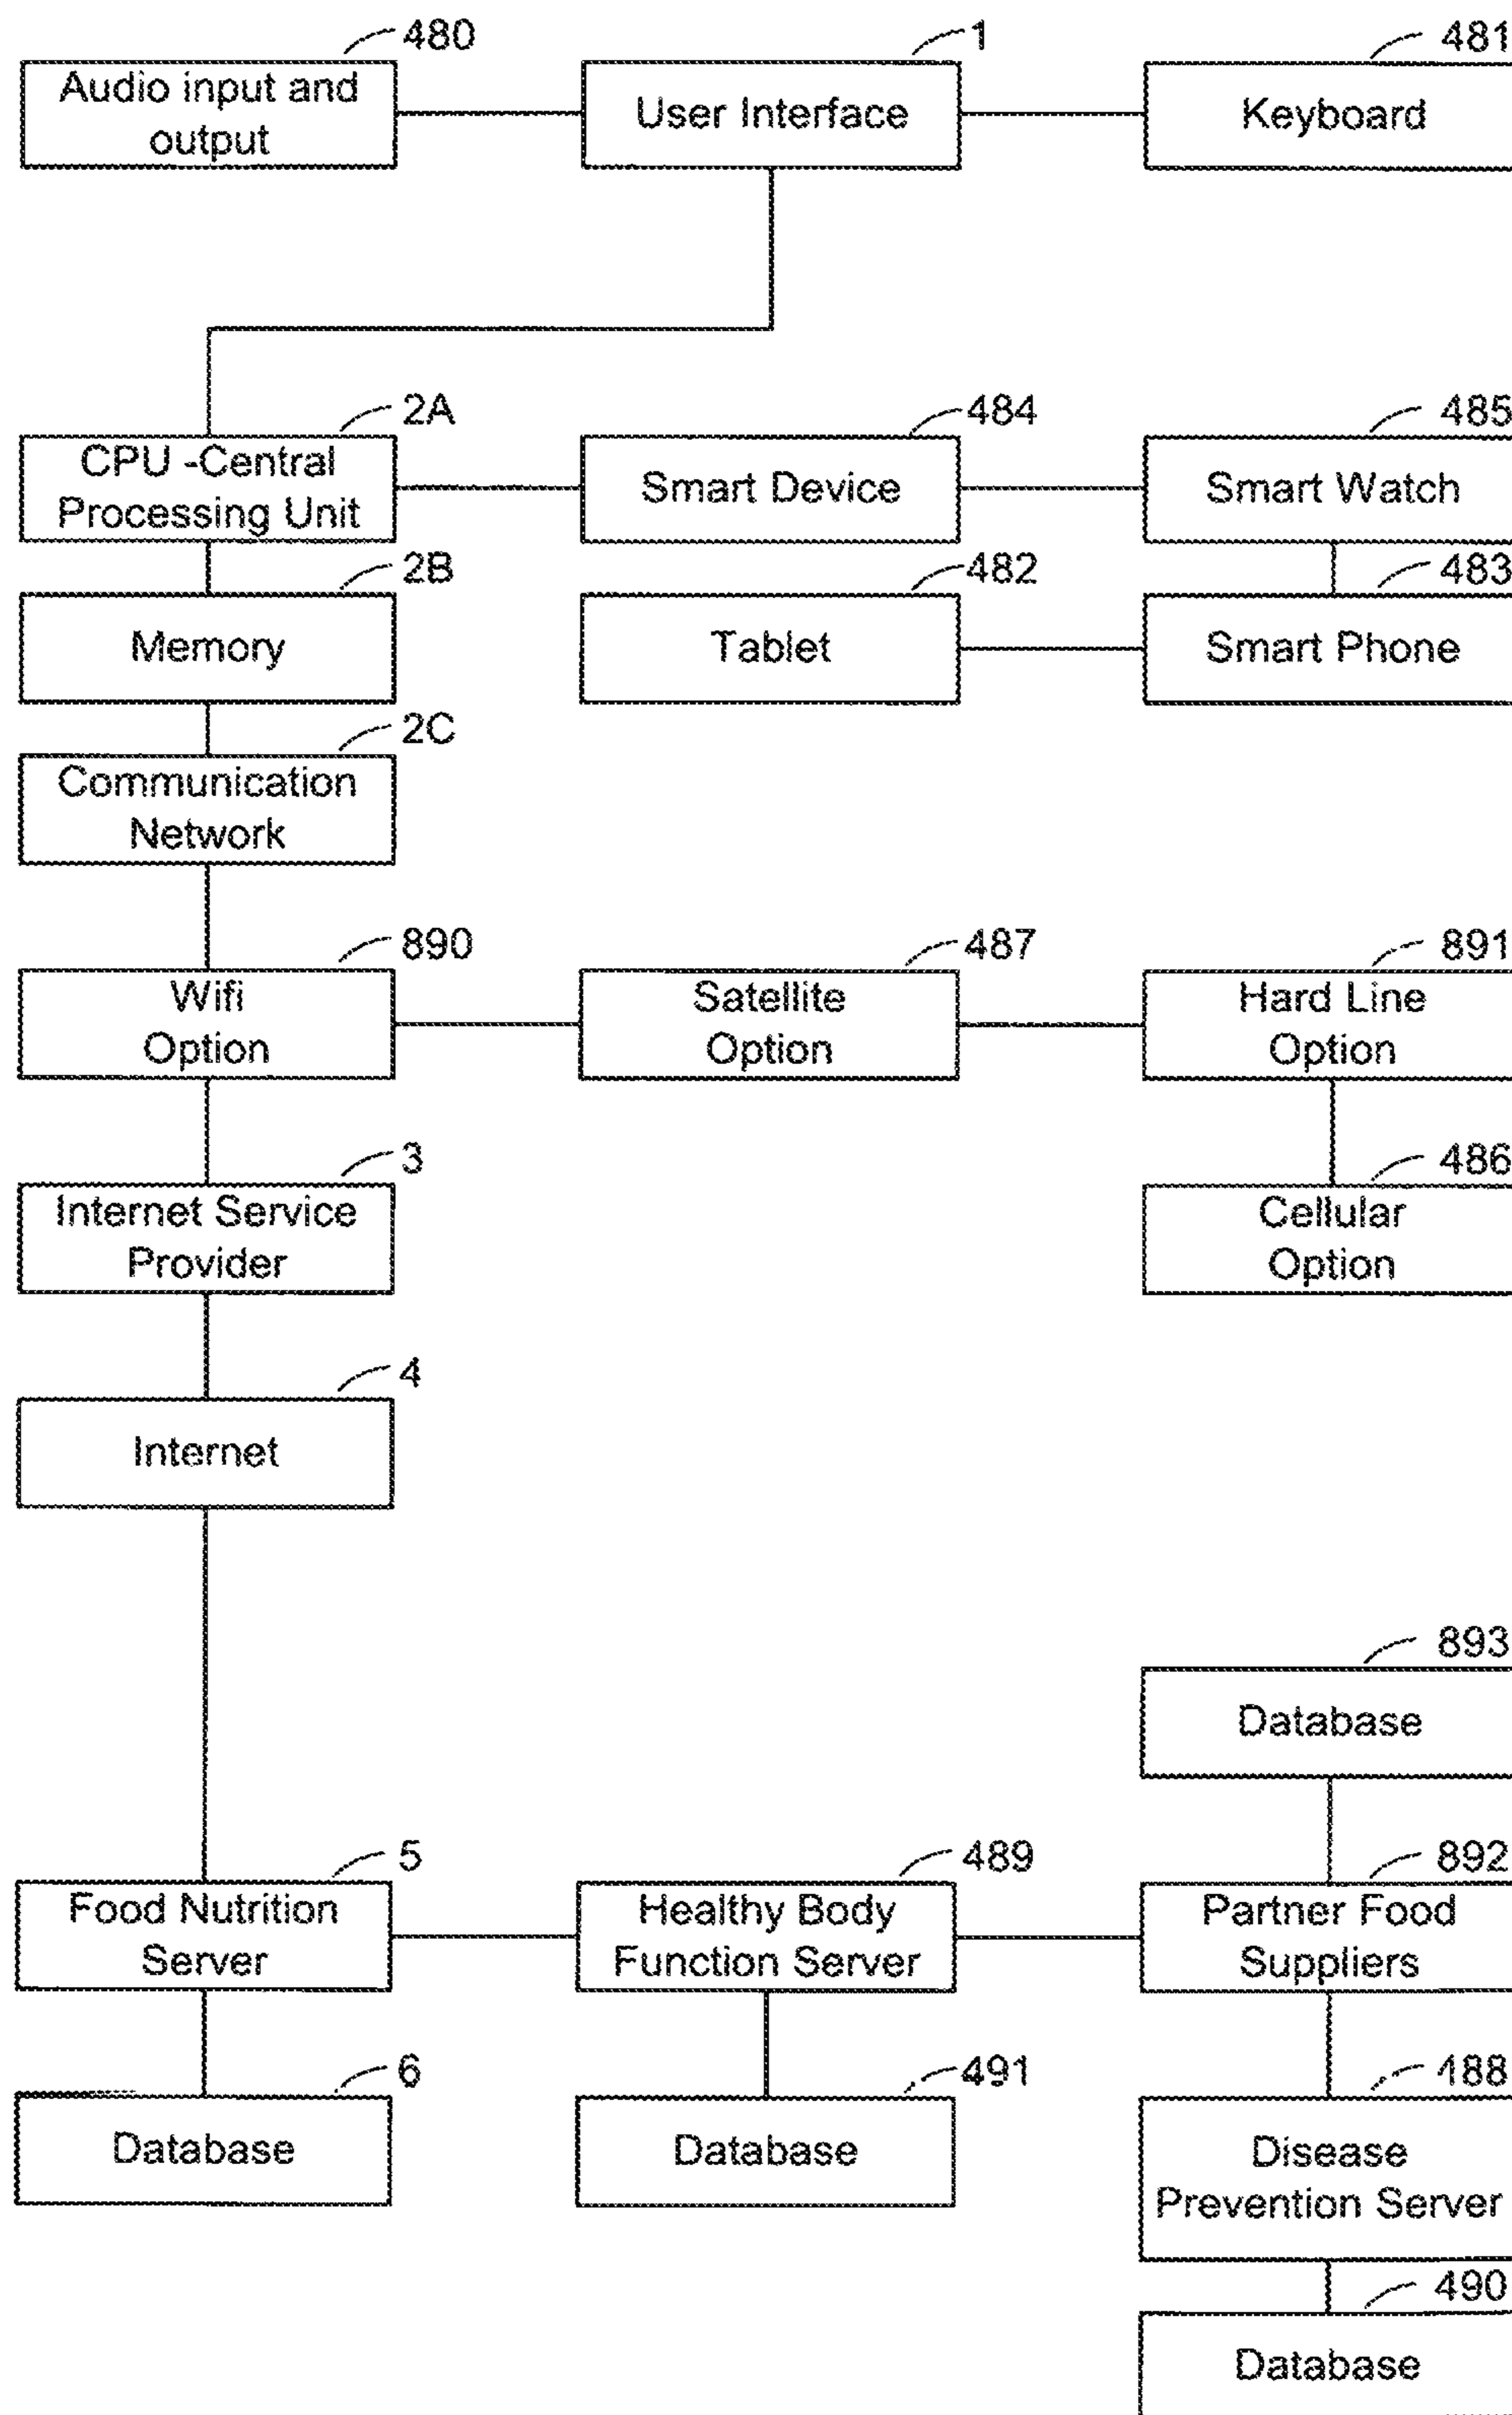 480
1
481
Audio input and
output
User Interface
Keyboard
2A
484
485
CPU -Central
Processing Unit
Smart Device
Smart Watch
2B
482
483
Memory
Tablet
Smart Phone
2C
Communication
Network
890
487
891
Wifi
Option
Satellite
Option
Hard Line
Option
3
486
Internet Service
Provider
Cellular
Option
4
Internet
893
Database
5
489
892
Food Nutrition
Server
Healthy Body
Function Server
Partner Food
Suppliers
6
491
488
Database
Database
Disease
Prevention Server
490
Database